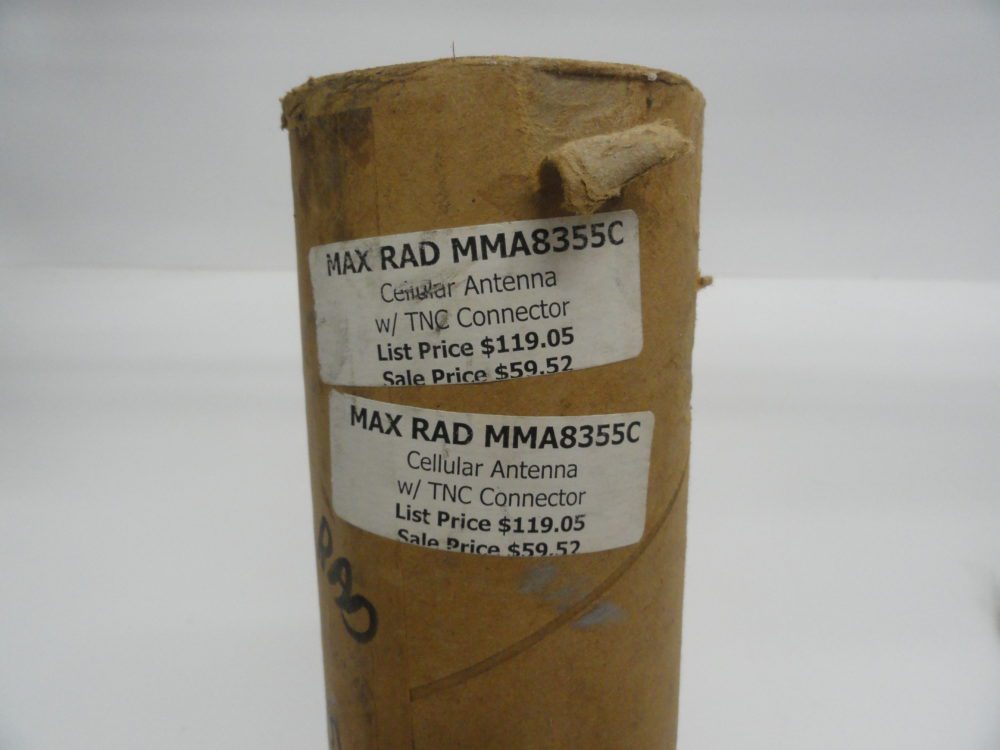 MAX RAD MMA8355C
Cellular Antenna
w/ TNC Connector
List Price $119.05
Sale Price $59.52
MAX RAD MMA8355C
Cellular Antenna
w/ TNC Connector
List Price $119.05
Sale Price $59.52
RAD